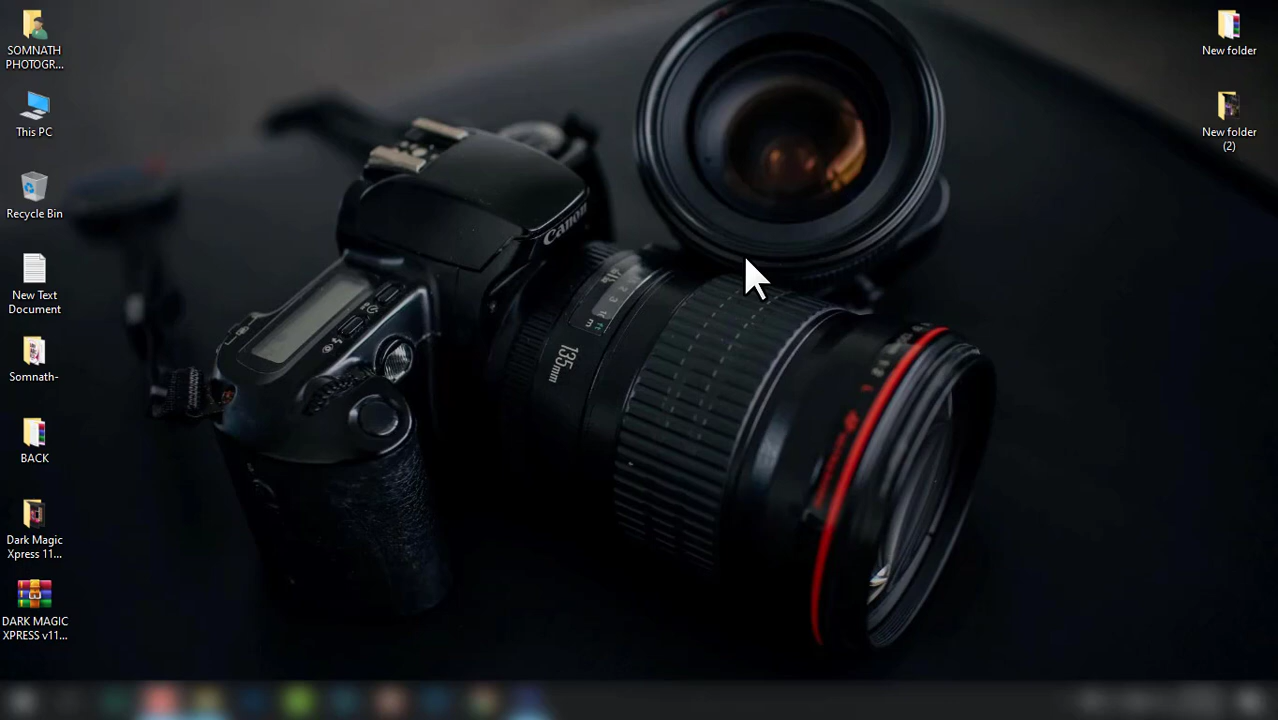 SOMNATH
PHOTOGR...
This PC
Recycle Bin
New Text
Document
Somnath-
BACK
Dark Magic
Xpress 11...
DARK MAGIC
XPRESS v11...
New folder
New folder
(2)
Canon
135mm